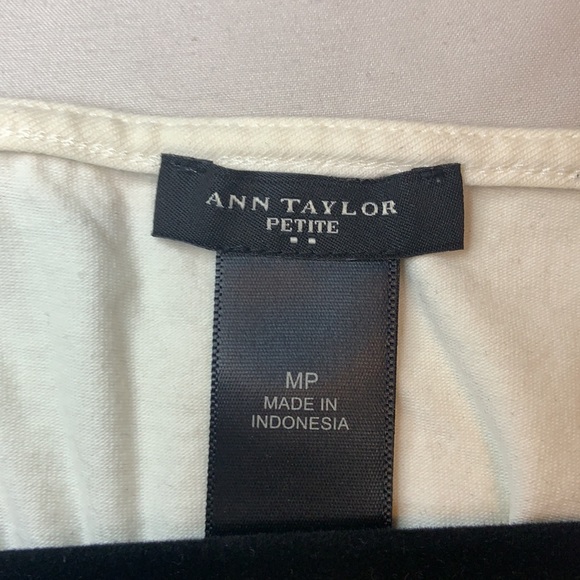 ANN TAYLOR
PETITE
MP
MADE IN
INDONESIA